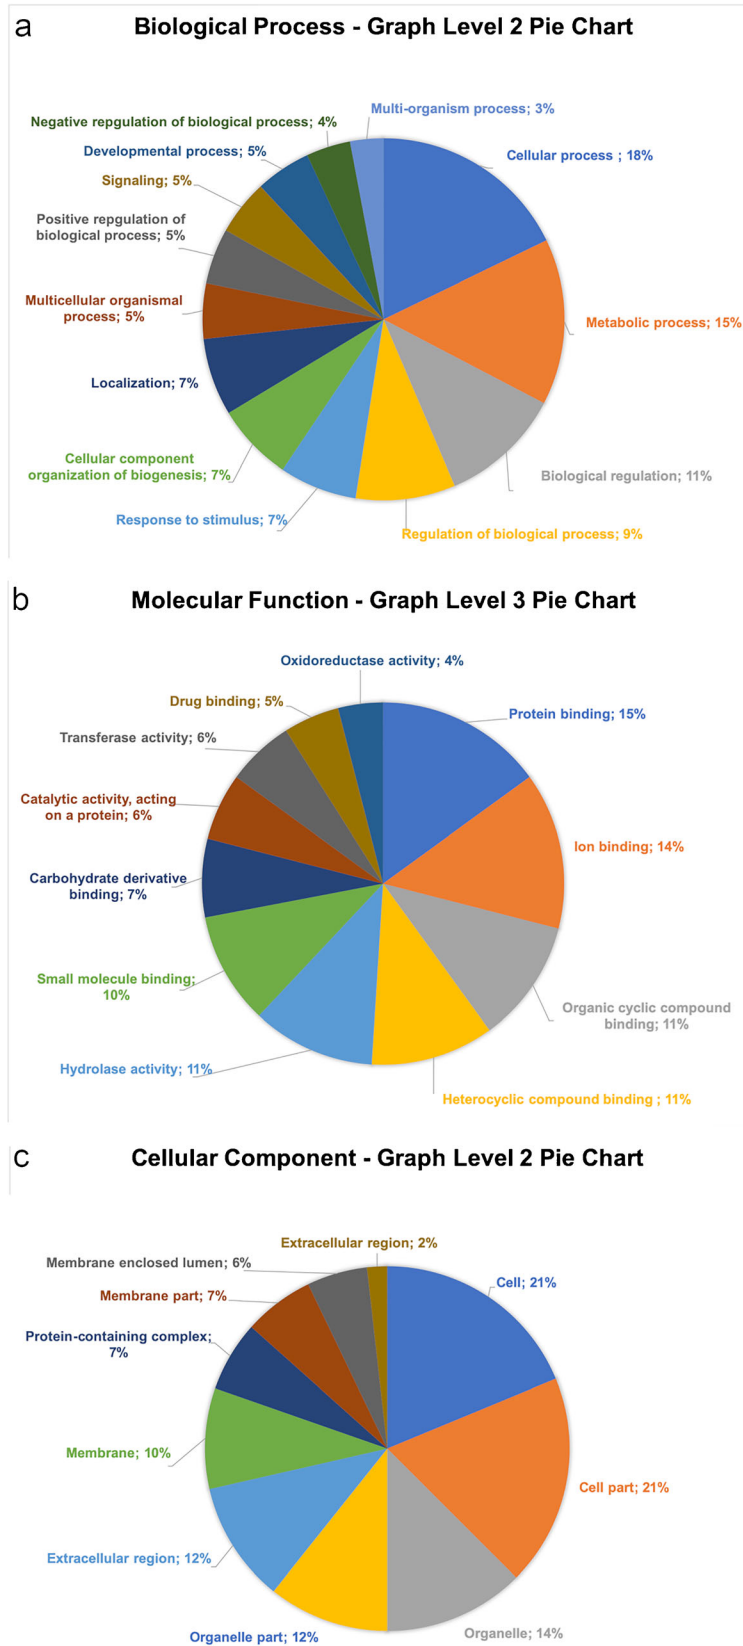 a
Biological Process - Graph Level 2 Pie Chart
Multi-organism process; 3%
Negative repgulation of biological process; 4%
Developmental process; 5%
Cellular process ; 18%
Signaling; 5%
Positive repgulation of
biological process; 5%
Multicellular organismal
process; 5%
Metabolic process; 15%
Localization; 7%
Cellular component
organization of biogenesis; 7%
Biological regulation; 11%
Response to stimulus; 7%
Regulation of biological process; 9%
b
Molecular Function - Graph Level 3 Pie Chart
Oxidoreductase activity; 4%
Drug binding; 5%
Protein binding; 15%
Transferase activity; 6%
Catalytic activity, acting
on a protein; 6%
Ion binding; 14%
Carbohydrate derivative
binding; 7%
Small molecule binding;
10%
Organic cyclic compound
binding; 11%
Hydrolase activity; 11%
Heterocyclic compound binding ; 11%
c
Cellular Component - Graph Level 2 Pie Chart
Extracellular region; 2%
Membrane enclosed lumen; 6%
Cell; 21%
Membrane part; 7%
Protein-containing complex;
7%
Membrane; 10%
Cell part; 21%
Extracellular region; 12%
Organelle part; 12%
Organelle; 14%